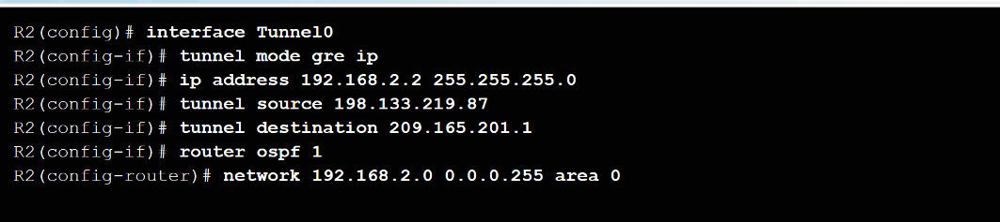 R2(config)# interface Tunnel0
R2(config-if)# tunnel mode gre ip
R2(config-if)# ip address 192.168.2.2 255.255.255.0
R2(config-if)# tunnel source 198.133.219.87
R2(config-if)# tunnel destination 209.165.201.1
R2(config-if)# router ospf 1
R2(config-router)# network 192.168.2.0 0.0.0.255 area 0